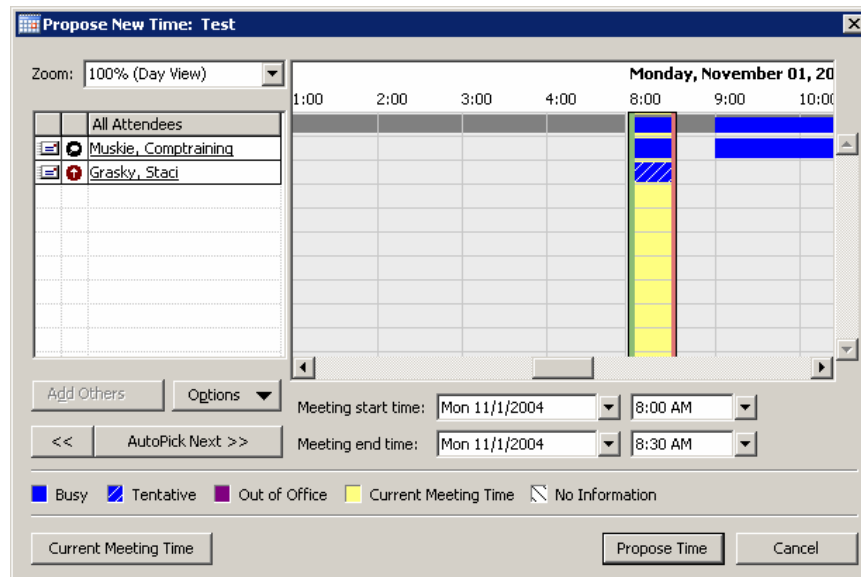 Propose New Time: Test
Zoom: 100% (Day View)
Monday, November 01, 20
1:00 2:00 3:00 4:00 8:00 9:00 10:00
All Attendees
Muskie, Comptraining
Grasky, Staci
Add Others Options
Meeting start time: Mon 11/1/2004 8:00 AM
<< AutoPick Next >>
Meeting end time: Mon 11/1/2004 8:30 AM
Busy Tentative Out of Office Current Meeting Time No Information
Current Meeting Time Propose Time Cancel